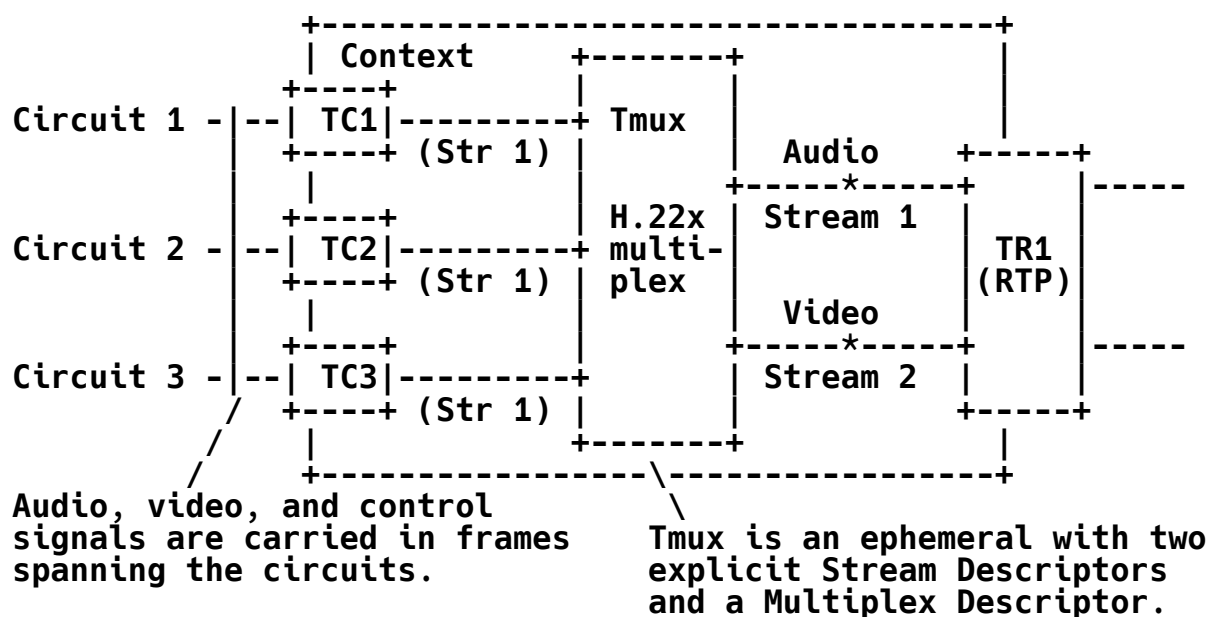 Context
Circuit 1 TC1 Tmux
(Str 1) Audio
H.22x Stream 1
Circuit 2 TC2 multi- TR1
(Str 1) plex (RTP)
Video
Circuit 3 TC3 Stream 2
(Str 1)
Audio, video, and control
signals are carried in frames
spanning the circuits.
Tmux is an ephemeral with two
explicit Stream Descriptors
and a Multiplex Descriptor.